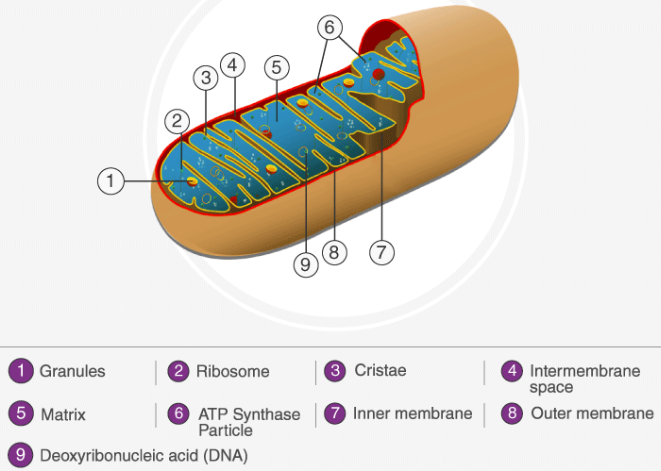 6
4
5
3
2
1
9
8
7
1 Granules
2 Ribosome
3 Cristae
4 Intermembrane
space
5 Matrix
6 ATP Synthase
Particle
7 Inner membrane
8 Outer membrane
9 Deoxyribonucleic acid (DNA)